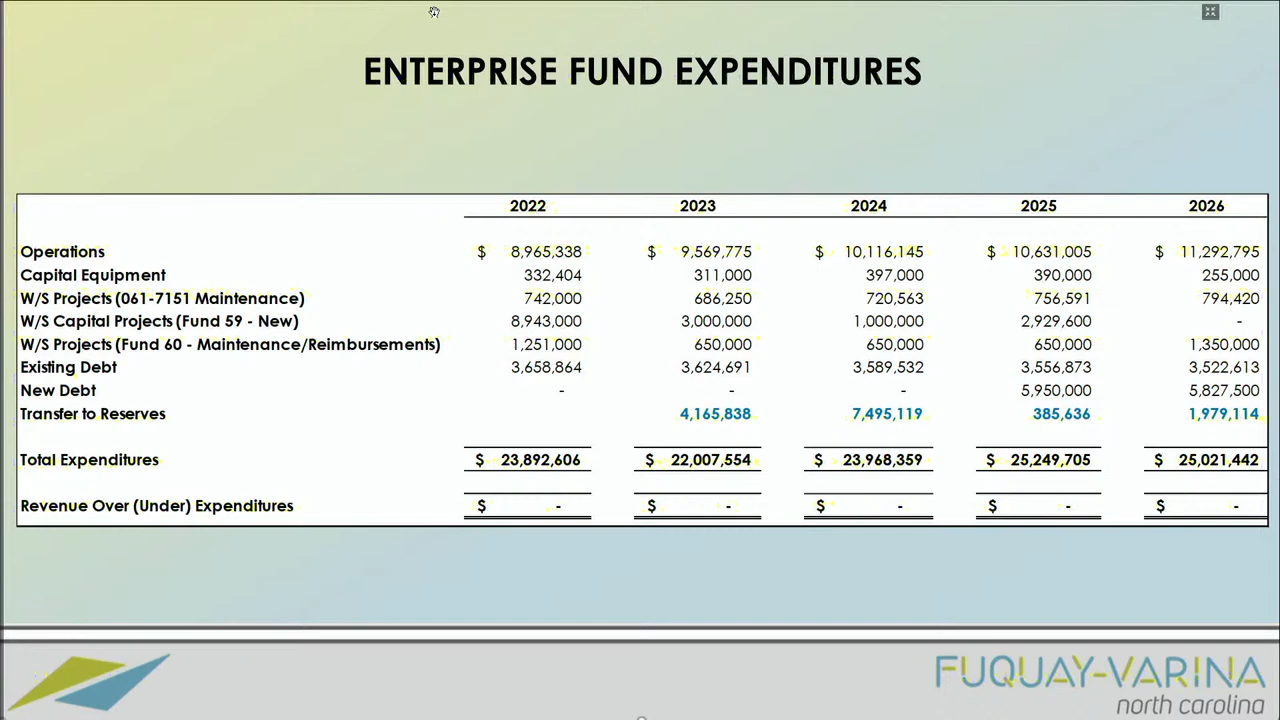 ENTERPRISE FUND EXPENDITURES
2022 2023 2024 2025 2026
Operations $ 8,965,338 $ 9,569,775 $ 10,116,145 $ 10,631,005 $ 11,292,795
Capital Equipment 332,404 311,000 397,000 390,000 255,000
W/S Projects (061-7151 Maintenance) 742,000 686,250 720,563 756,591 794,420
W/S Capital Projects (Fund 59 - New) 8,943,000 3,000,000 1,000,000 2,929,600 -
W/S Projects (Fund 60 - Maintenance/Reimbursements) 1,251,000 650,000 650,000 650,000 1,350,000
Existing Debt 3,658,864 3,624,691 3,589,532 3,556,873 3,522,613
New Debt - - - 5,950,000 5,827,500
Transfer to Reserves 4,165,838 7,495,119 385,636 1,979,114
Total Expenditures $ 23,892,606 $ 22,007,554 $ 23,968,359 $ 25,249,705 $ 25,021,442
Revenue Over (Under) Expenditures $ - $ - $ - $ - $ -
FUQUAY-VARINA
north carolina